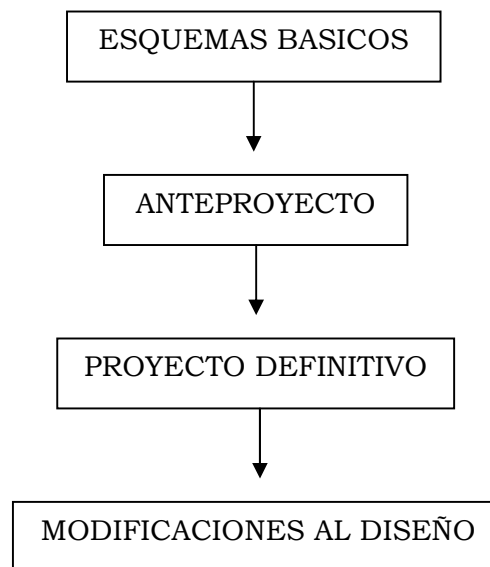 ESQUEMAS BASICOS
ANTEPROYECTO
PROYECTO DEFINITIVO
MODIFICACIONES AL DISEÑO